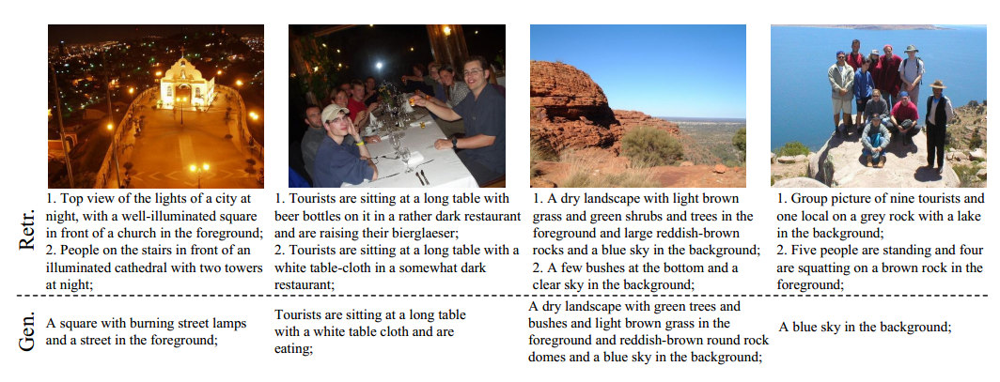 Retr.
1. Top view of the lights of a city at
night, with a well-illuminated square
in front of a church in the foreground;
2. People on the stairs in front of an
illuminated cathedral with two towers
at night;
1. Tourists are sitting at a long table with
beer bottles on it in a rather dark restaurant
and are raising their bierglaeser;
2. Tourists are sitting at a long table with a
white table-cloth in a somewhat dark
restaurant;
1. A dry landscape with light brown
grass and green shrubs and trees in the
foreground and large reddish-brown
rocks and a blue sky in the background;
2. A few bushes at the bottom and a
clear sky in the background;
1. Group picture of nine tourists and
one local on a grey rock with a lake
in the background;
2. Five people are standing and four
are squatting on a brown rock in the
foreground;
Gen.
A square with burning street lamps
and a street in the foreground;
Tourists are sitting at a long table
with a white table cloth and are
eating;
A dry landscape with green trees and
bushes and light brown grass in the
foreground and reddish-brown round rock
domes and a blue sky in the background;
A blue sky in the background;